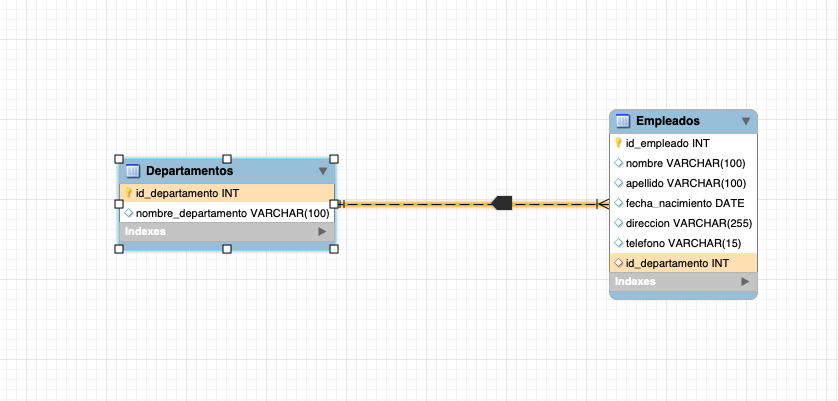 Departamentos
id_departamento INT
nombre_departamento VARCHAR(100)
Indexes
Empleados
id_empleado INT
nombre VARCHAR(100)
apellido VARCHAR(100)
fecha_nacimiento DATE
direccion VARCHAR(255)
telefono VARCHAR(15)
id_departamento INT
Indexes